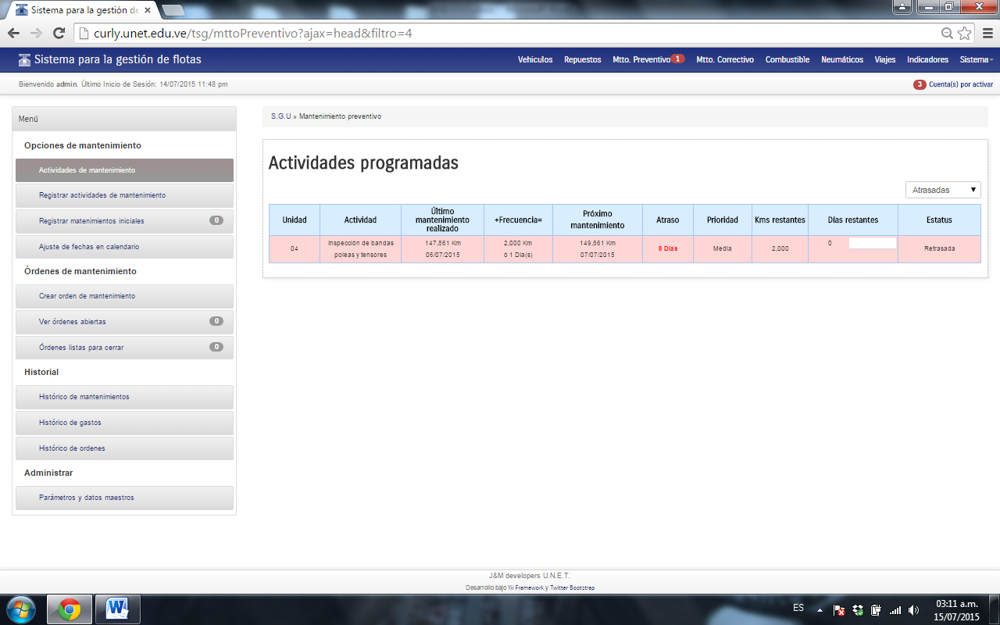 Sistema para la gestión de
curly.unet.edu.ve/tsg/mttoPreventivo?ajax=head&filtro=4
Sistema para la gestión de flotas
Vehiculos Repuestos Mtto. Preventivo 1 Mtto. Correctivo Combustible Neumáticos Viajes Indicadores Sistema
Bienvenido admin. Último Inicio de Sesión: 14/07/2015 11:48 pm
3 Cuenta(s) por activar
Menú
Opciones de mantenimiento
Actividades de mantenimiento
Registrar actividades de mantenimiento
Registrar matenimientos iniciales 0
Ajuste de fechas en calendario
Órdenes de mantenimiento
Crear orden de mantenimiento
Ver órdenes abiertas 0
Órdenes listas para cerrar 0
Historial
Histórico de mantenimientos
Histórico de gastos
Histórico de ordenes
Administrar
Parámetros y datos maestros
S.G.U » Mantenimiento preventivo
Actividades programadas
Atrasadas
Unidad Actividad Último mantenimiento realizado +Frecuencia= Próximo mantenimiento Atraso Prioridad Kms restantes Días restantes Estatus
04 Inspección de bandas poleas y tensores 147,861 Km 06/07/2015 2,000 Km ó 1 Día(s) 149,861 Km 07/07/2015 8 Días Media 2,000 0 Retrasada
J&M developers U.N.E.T.
Desarrollo bajo Yii Framework y Twitter Bootstrap
ES
03:11 a.m.
15/07/2015